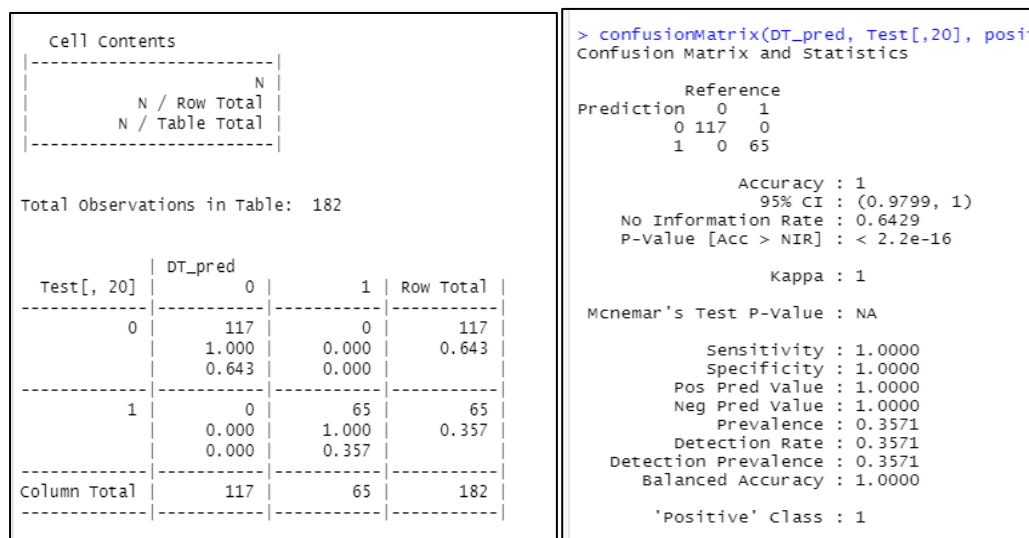 Cell Contents
|-------------------------|
|                       N |
|           N / Row Total |
|         N / Table Total |
|-------------------------|
Total Observations in Table:  182
             | DT_pred
 Test[, 20] |         0 |         1 | Row Total |
-------------|-----------|-----------|-----------|
           0 |       117 |         0 |       117 |
             |     1.000 |     0.000 |     0.643 |
             |     0.643 |     0.000 |           |
-------------|-----------|-----------|-----------|
           1 |         0 |        65 |        65 |
             |     0.000 |     1.000 |     0.357 |
             |     0.000 |     0.357 |           |
-------------|-----------|-----------|-----------|
Column Total |       117 |        65 |       182 |
-------------|-----------|-----------|-----------|
> confusionMatrix(DT_pred, Test[,20], posi
Confusion Matrix and Statistics
          Reference
Prediction   0   1
         0 117   0
         1   0  65
               Accuracy : 1
                 95% CI : (0.9799, 1)
    No Information Rate : 0.6429
    P-Value [Acc > NIR] : < 2.2e-16
                  Kappa : 1
 Mcnemar's Test P-Value : NA
            Sensitivity : 1.0000
            Specificity : 1.0000
         Pos Pred Value : 1.0000
         Neg Pred Value : 1.0000
             Prevalence : 0.3571
         Detection Rate : 0.3571
   Detection Prevalence : 0.3571
      Balanced Accuracy : 1.0000
       'Positive' Class : 1